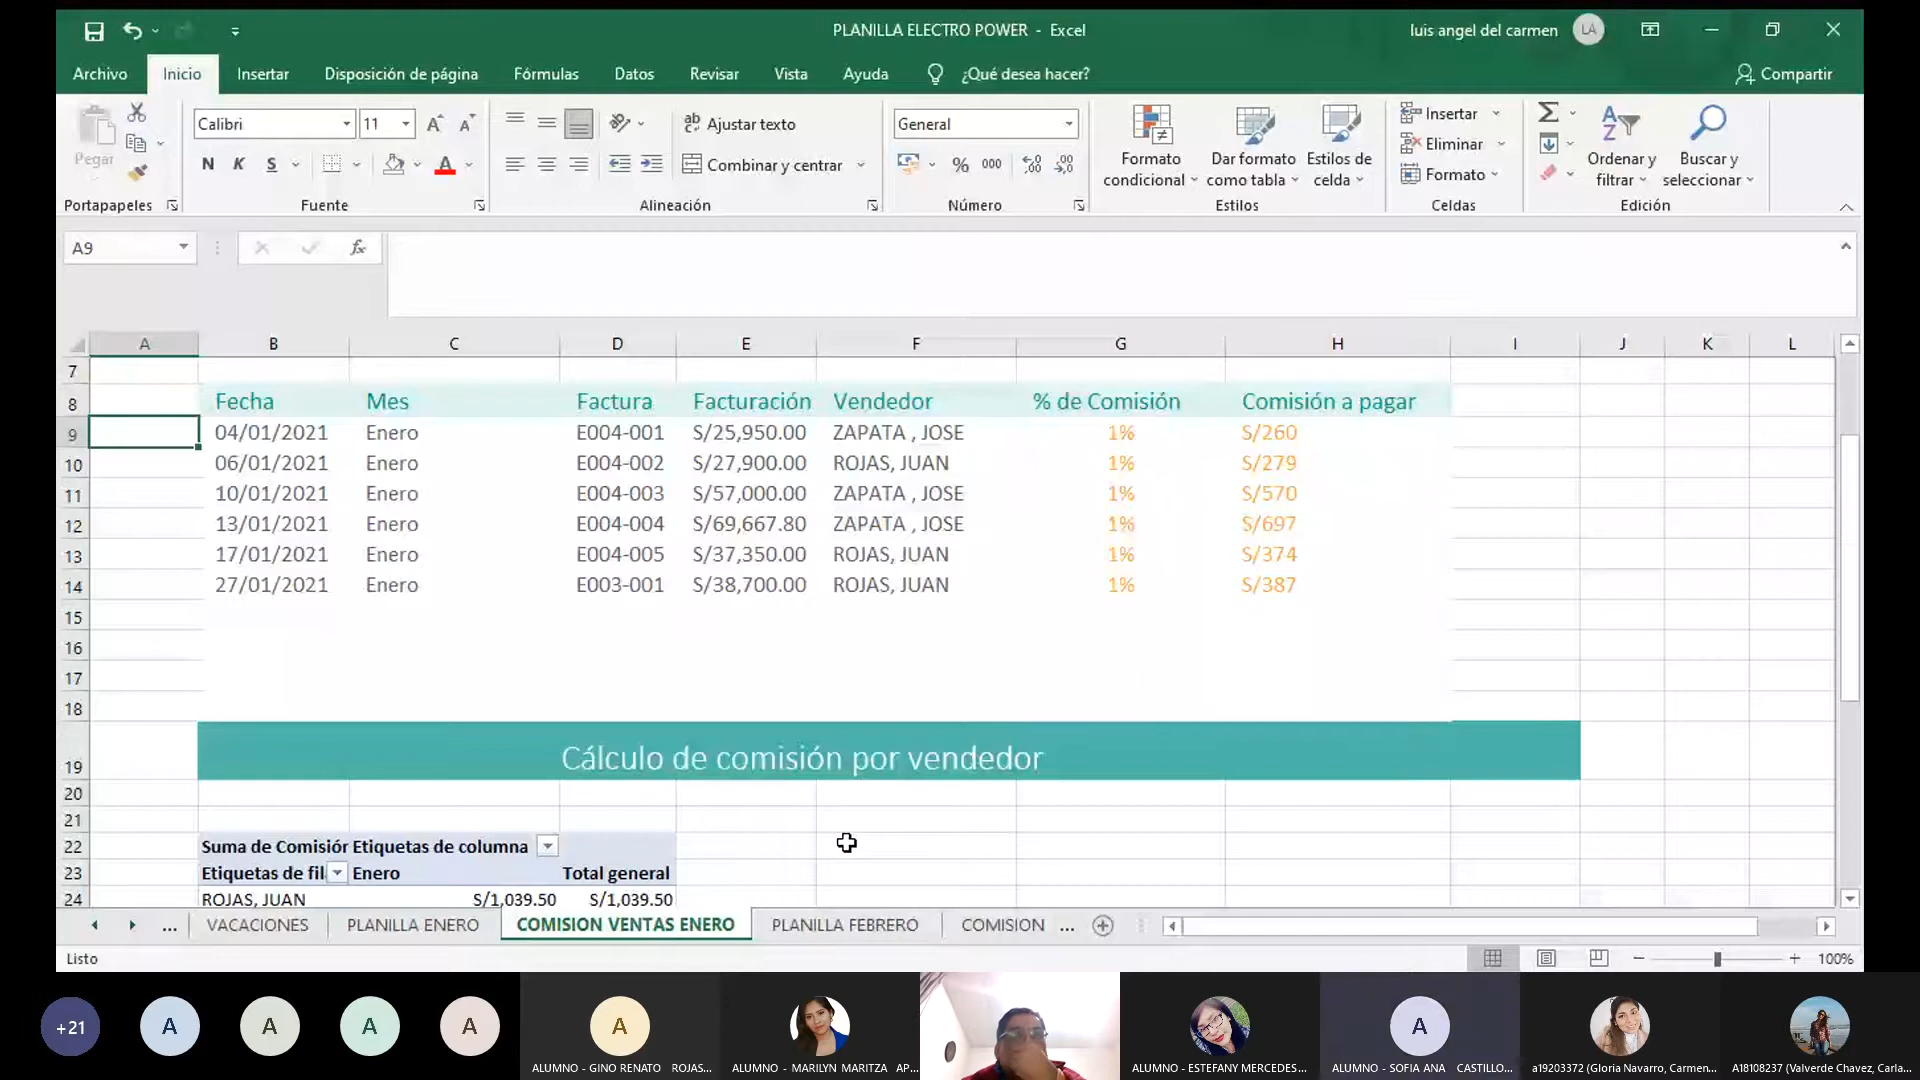 PLANILLA ELECTRO POWER - Excel
luis angel del carmen LA
Archivo Inicio Insertar Disposición de página Fórmulas Datos Revisar Vista Ayuda ¿Qué desea hacer? Compartir
Pegar
Portapapeles
Calibri 11
N K S
Fuente
Ajustar texto
Combinar y centrar
Alineación
General
% 000
Número
Formato condicional
Dar formato como tabla
Estilos de celda
Estilos
Insertar
Eliminar
Formato
Celdas
Ordenar y filtrar
Buscar y seleccionar
Edición
A9 fx
A B C D E F G H I J K L
7
8 Fecha Mes Factura Facturación Vendedor % de Comisión Comisión a pagar
9 04/01/2021 Enero E004-001 S/25,950.00 ZAPATA , JOSE 1% S/260
10 06/01/2021 Enero E004-002 S/27,900.00 ROJAS, JUAN 1% S/279
11 10/01/2021 Enero E004-003 S/57,000.00 ZAPATA , JOSE 1% S/570
12 13/01/2021 Enero E004-004 S/69,667.80 ZAPATA , JOSE 1% S/697
13 17/01/2021 Enero E004-005 S/37,350.00 ROJAS, JUAN 1% S/374
14 27/01/2021 Enero E003-001 S/38,700.00 ROJAS, JUAN 1% S/387
15
16
17
18
19 Cálculo de comisión por vendedor
20
21
22 Suma de Comisiór Etiquetas de columna
23 Etiquetas de fil Enero Total general
24 ROJAS, JUAN S/1,039.50 S/1,039.50
... VACACIONES PLANILLA ENERO COMISION VENTAS ENERO PLANILLA FEBRERO COMISION ...
Listo 100%
+21 A A A A A A
ALUMNO - GINO RENATO ROJAS... ALUMNO - MARILYN MARITZA AP... ALUMNO - ESTEFANY MERCEDES... ALUMNO - SOFIA ANA CASTILLO... a19203372 (Gloria Navarro, Carmen... A18108237 (Valverde Chavez, Carla...